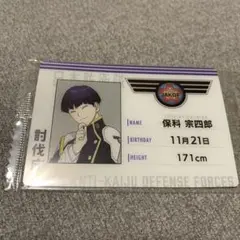 NAME 保科 宗四郎
BIRTHDAY 11月21日
HEIGHT 171cm
討伐
ANTI-KAIJU DEFENSE FORCES